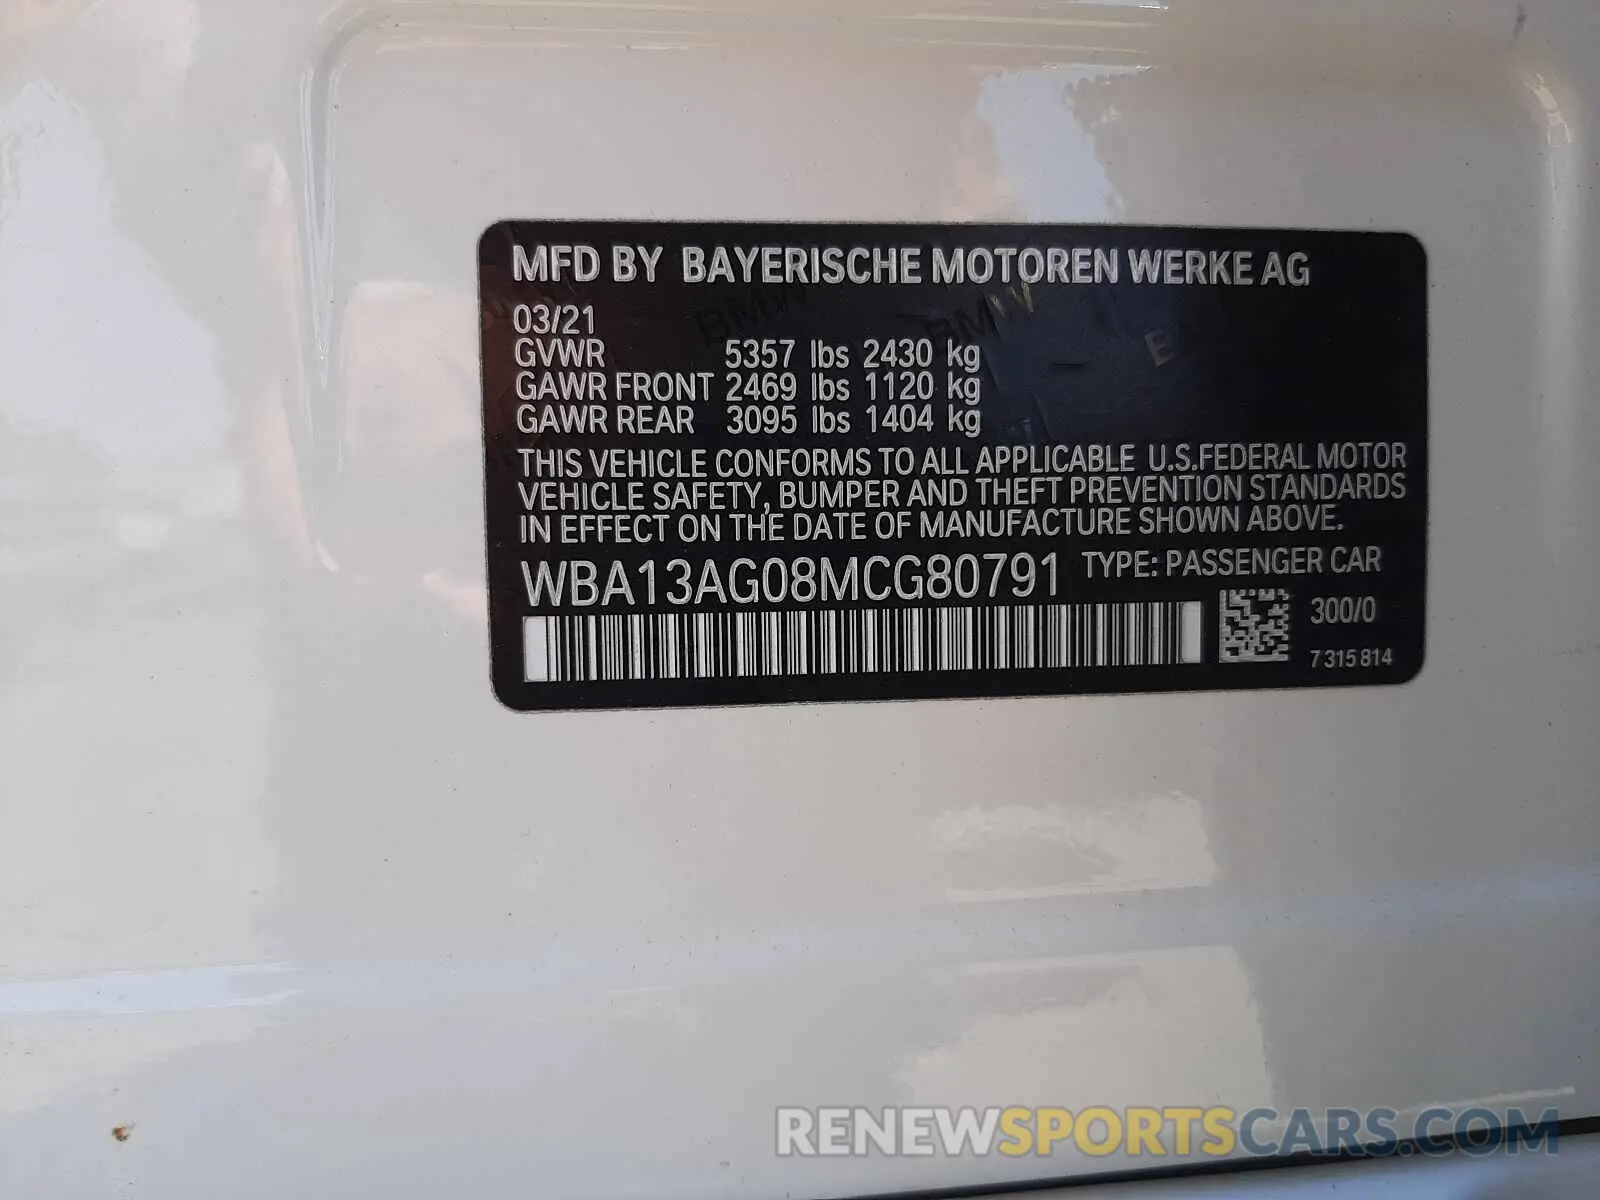 MFD BY BAYERISCHE MOTOREN WERKE AG
03/21
GVWR 5357 lbs 2430 kg
GAWR FRONT 2469 lbs 1120 kg
GAWR REAR 3095 lbs 1404 kg
THIS VEHICLE CONFORMS TO ALL APPLICABLE U.S.FEDERAL MOTOR
VEHICLE SAFETY, BUMPER AND THEFT PREVENTION STANDARDS
IN EFFECT ON THE DATE OF MANUFACTURE SHOWN ABOVE.
WBA13AG08MCG80791 TYPE: PASSENGER CAR
300/0
7 315 814
RENEWSPORTSCARS.COM